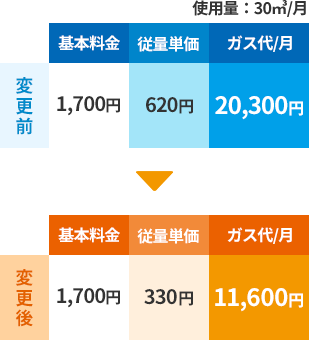 使用量：30㎥/月
基本料金 従量単価 ガス代/月
変更前 1,700円 620円 20,300円
基本料金 従量単価 ガス代/月
変更後 1,700円 330円 11,600円